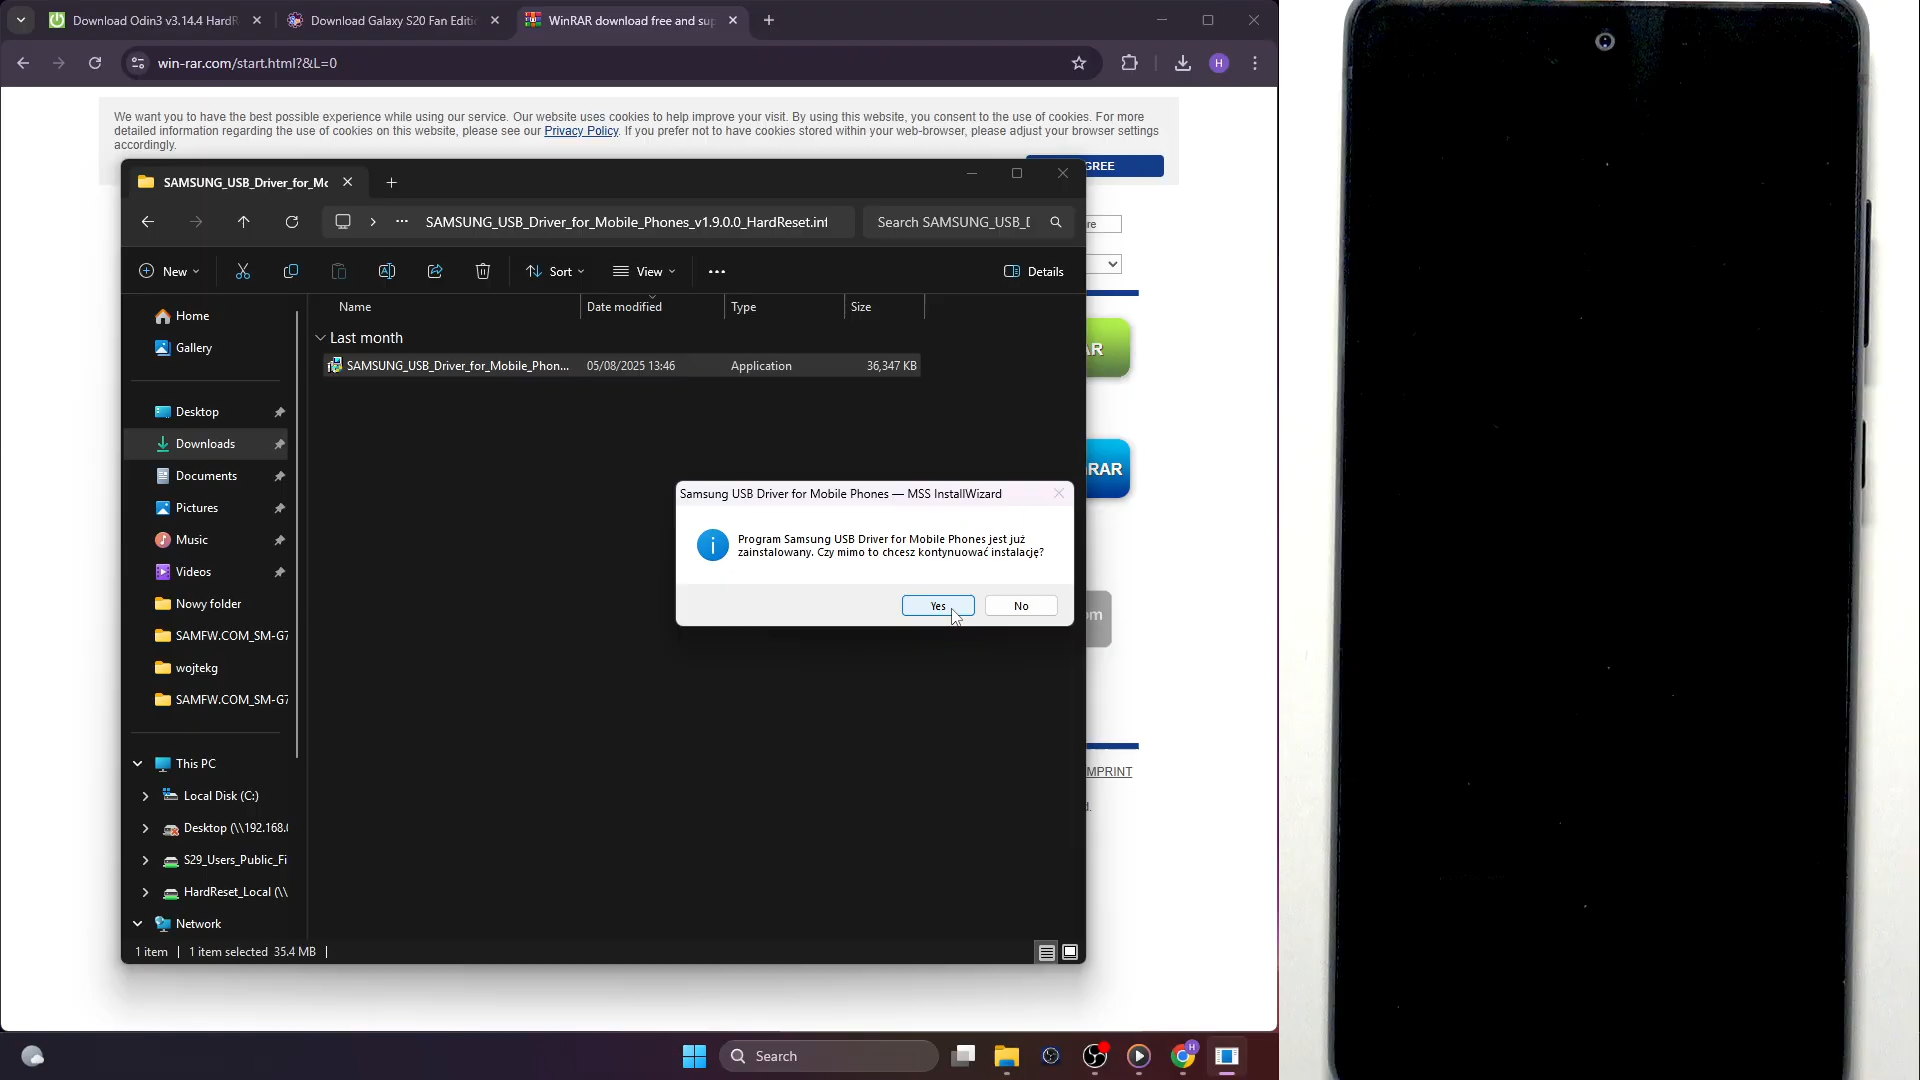 Download Odin3 v3.14.4 HardR
Download Galaxy S20 Fan Editi
WinRAR download free and sup
win-rar.com/start.html?&L=0
H
We want you to have the best possible experience while using our service. Our website uses cookies to help improve your visit. By using this website, you consent to the use of cookies. For more
detailed information regarding the use of cookies on this website, please see our Privacy Policy. If you prefer not to have cookies stored within your web-browser, please adjust your browser settings
accordingly.
GREE
SAMSUNG_USB_Driver_for_Mc
SAMSUNG_USB_Driver_for_Mobile_Phones_v1.9.0.0_HardReset.inf
Search SAMSUNG_USB_D
re
New
Sort
View
Details
Name
Date modified
Type
Size
Home
Gallery
Last month
SAMSUNG_USB_Driver_for_Mobile_Phon...
05/08/2025 13:46
Application
36,347 KB
AR
Desktop
Downloads
Documents
RAR
Pictures
Music
Videos
Nowy folder
SAMFW.COM_SM-G7
wojtekg
SAMFW.COM_SM-G7
Samsung USB Driver for Mobile Phones — MSS InstallWizard
Program Samsung USB Driver for Mobile Phones jest już
zainstalowany. Czy mimo to chcesz kontynuować instalację?
Yes
No
om
This PC
MPRINT
Local Disk (C:)
d.
Desktop (\\192.168.(
S29_Users_Public_Fi
HardReset_Local (\\
Network
1 item
1 item selected 35.4 MB
Search
H